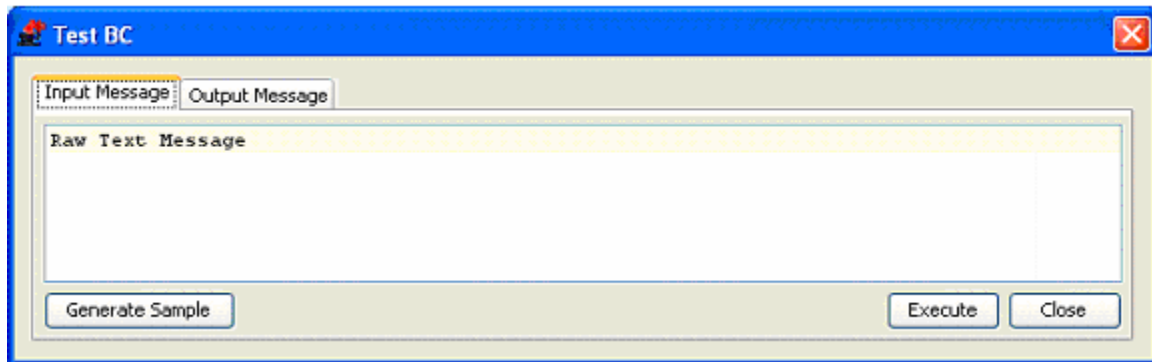 Test BC
Input Message Output Message
Raw Text Message
Generate Sample Execute Close